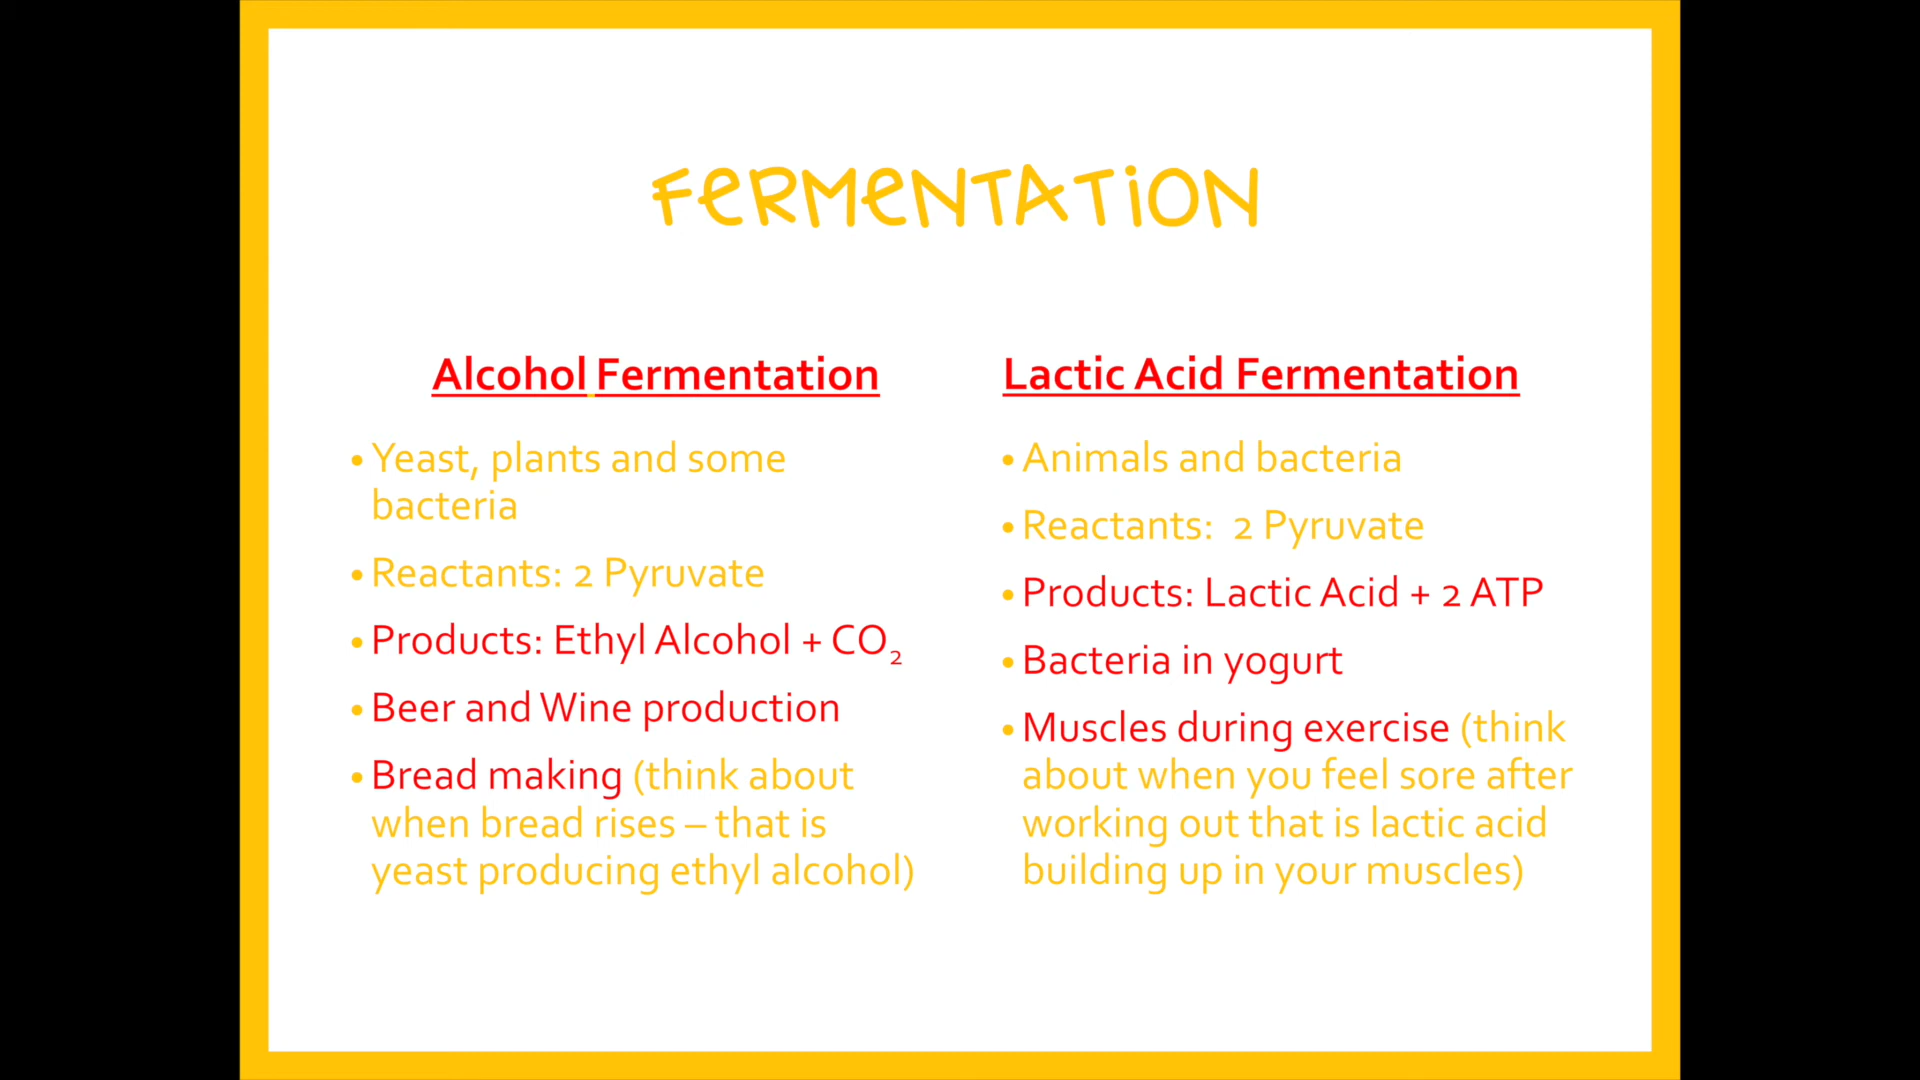 FeRMeNTATiON
Alcohol Fermentation
• Yeast, plants and some
bacteria
• Reactants: 2 Pyruvate
• Products: Ethyl Alcohol + CO₂
• Beer and Wine production
• Bread making (think about
when bread rises – that is
yeast producing ethyl alcohol)
Lactic Acid Fermentation
• Animals and bacteria
• Reactants:  2 Pyruvate
• Products: Lactic Acid + 2 ATP
• Bacteria in yogurt
• Muscles during exercise (think
about when you feel sore after
working out that is lactic acid
building up in your muscles)